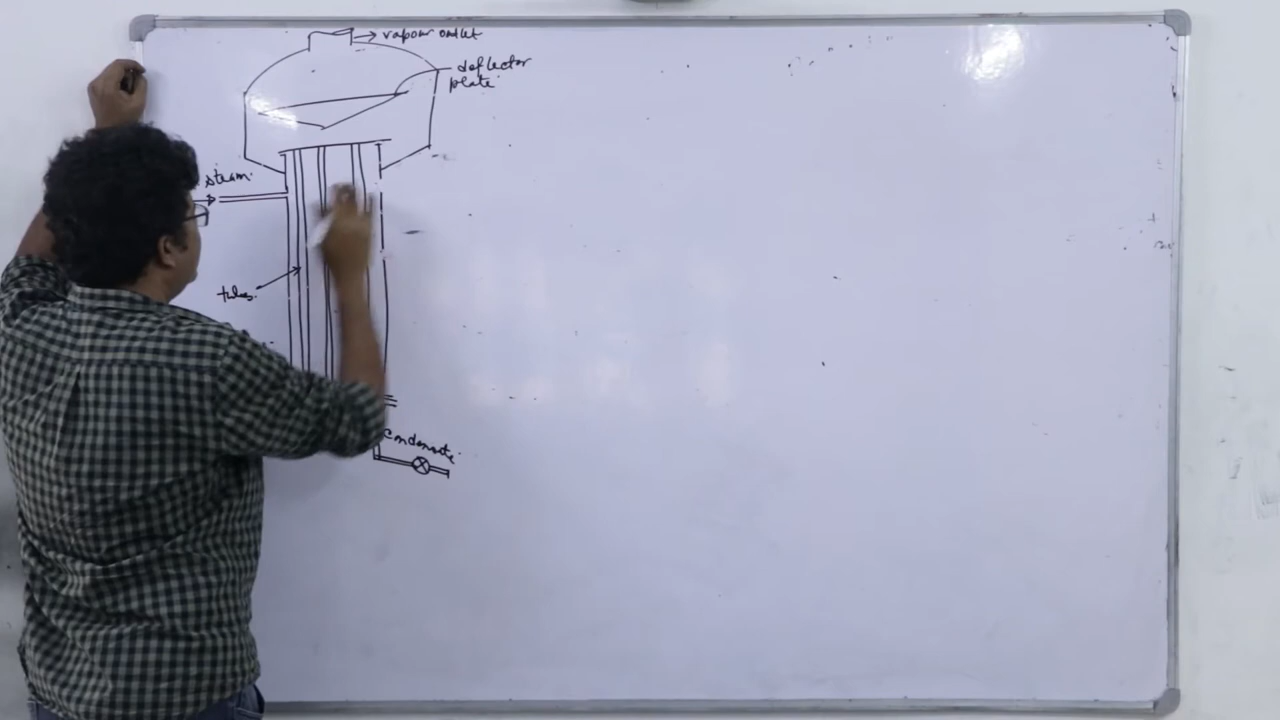 vapour outlet
deflector
plate
steam
tubes
condensate